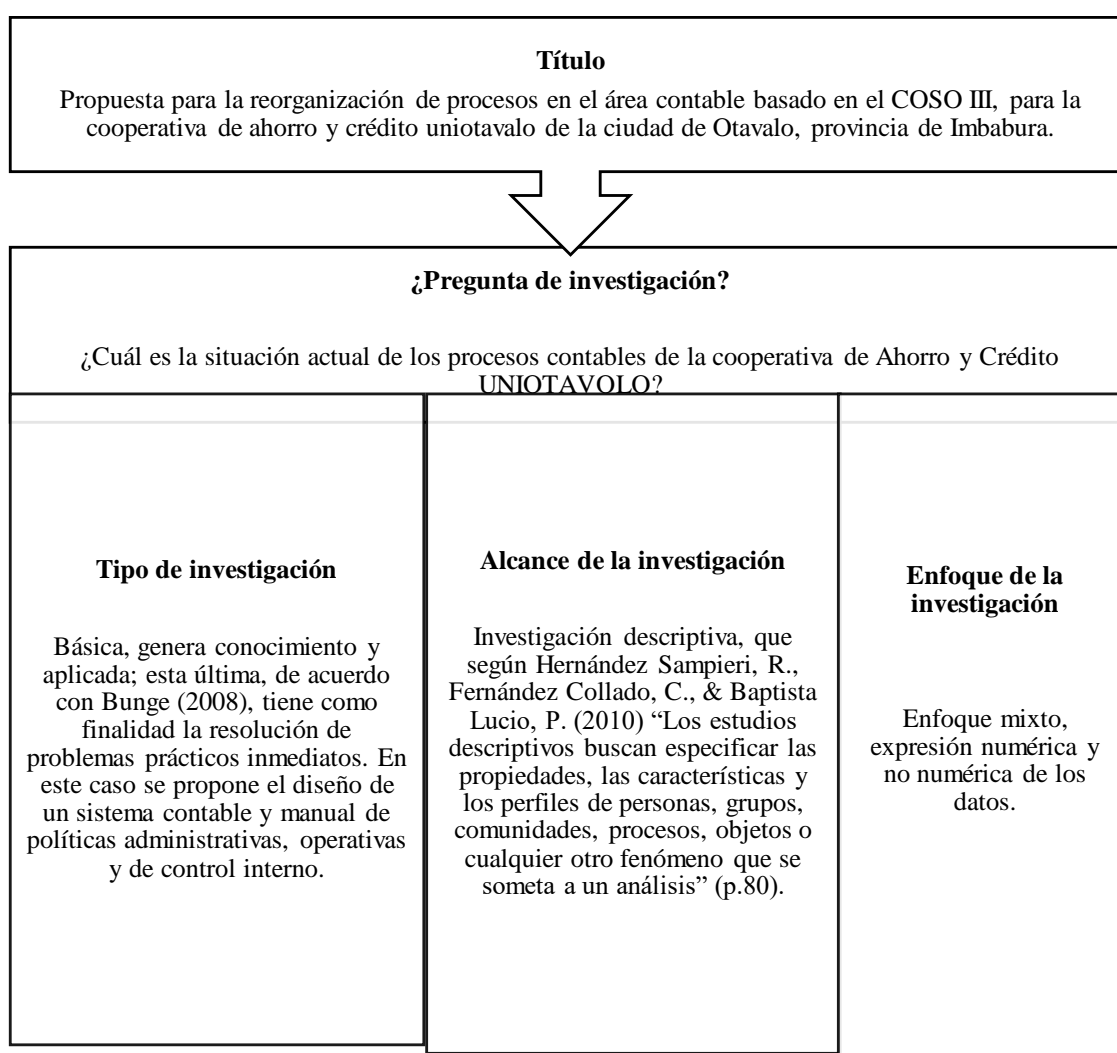 Título
Propuesta para la reorganización de procesos en el área contable basado en el COSO III, para la
cooperativa de ahorro y crédito uniotavalo de la ciudad de Otavalo, provincia de Imbabura.
¿Pregunta de investigación?
¿Cuál es la situación actual de los procesos contables de la cooperativa de Ahorro y Crédito
UNIOTAVOLO?
Tipo de investigación
Básica, genera conocimiento y
aplicada; esta última, de acuerdo
con Bunge (2008), tiene como
finalidad la resolución de
problemas prácticos inmediatos. En
este caso se propone el diseño de
un sistema contable y manual de
políticas administrativas, operativas
y de control interno.
Alcance de la investigación
Investigación descriptiva, que
según Hernández Sampieri, R.,
Fernández Collado, C., & Baptista
Lucio, P. (2010) “Los estudios
descriptivos buscan especificar las
propiedades, las características y
los perfiles de personas, grupos,
comunidades, procesos, objetos o
cualquier otro fenómeno que se
someta a un análisis” (p.80).
Enfoque de la
investigación
Enfoque mixto,
expresión numérica y
no numérica de los
datos.